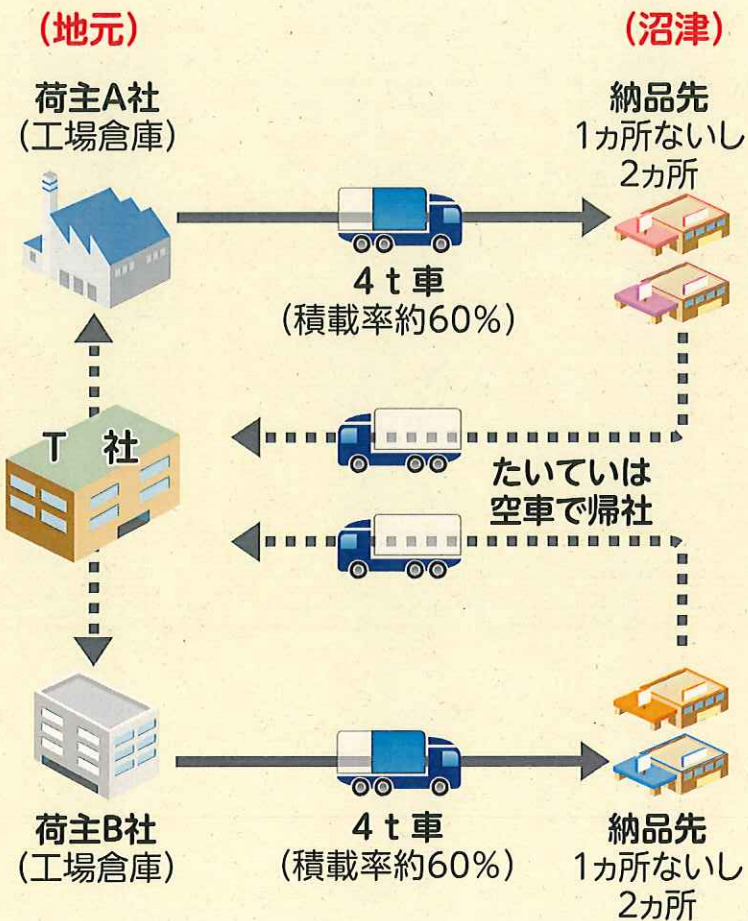 (地元)
(沼津)
荷主A社
(工場倉庫)
納品先
1ヵ所ないし
2ヵ所
4t車
(積載率約60%)
T 社
たいていは
空車で帰社
荷主B社
(工場倉庫)
4t車
(積載率約60%)
納品先
1ヵ所ないし
2ヵ所